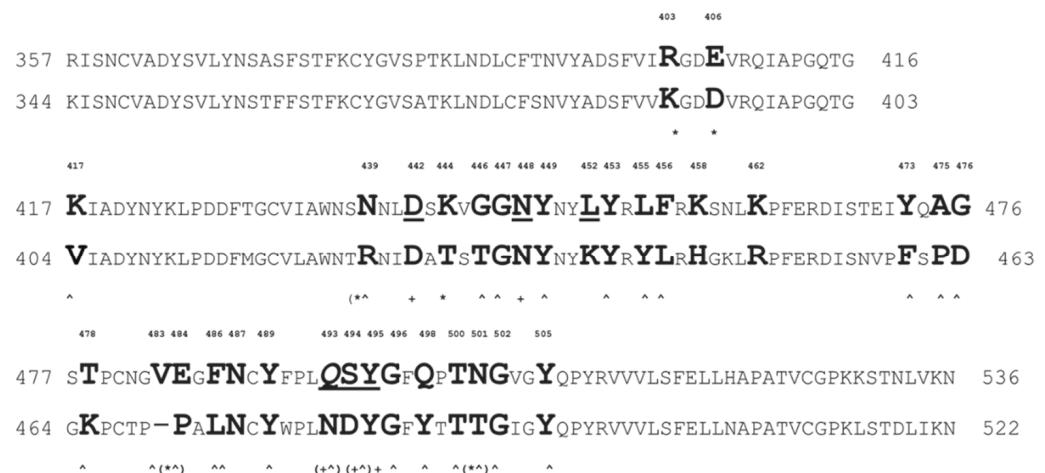 403 406
357 RISNCVADYSVLYNSASFSTFKCYGVSPTKLNDLCFTNVYADSFVIRGDEVRQIAPGQTG 416
344 KISNCVADYSVLYNSTFFSTFKCYGVSATKLNDLCFSNVYADSFVVKGDDVRQIAPGQTG 403
* *
417 439 442 444 446 447 448 449 452 453 455 456 458 462 473 475 476
417 KIADYNYKLPDDFTGCVIAWNSNNLDSKVGGNYNYLYRLFRKSNLKPFERDISTEIYQAG 476
404 VIADYNYKLPDDFMGCVLAWNTRNIDATSTGNYNYKYRYLRHGKLRPFERDISNVPFSPD 463
^ (*^ + * ^ ^ + ^ ^ ^ ^ ^ ^ ^
478 483 484 486 487 489 493 494 495 496 498 500 501 502 505
477 STPCNGVEGFNCYFPLQSYGFQPTNGVGYQPYRVVVLSFELLHAPATVCGPKKSTNLVKN 536
464 GKPCTP–PALNCYWPLNDYGFYTTTGIGYQPYRVVVLSFELLNAPATVCGPKLSTDLIKN 522
^ ^(*^) ^^ ^ (+^)(+^)+ ^ ^ ^(*^)^ ^